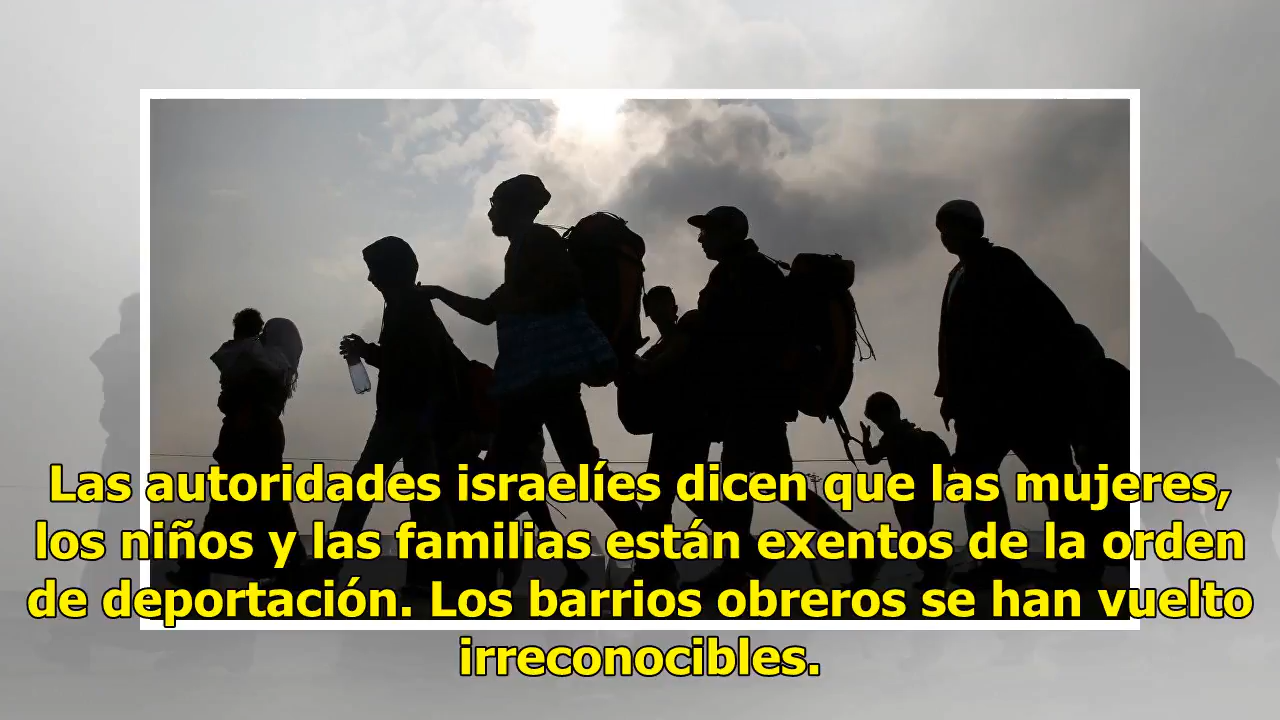 Las autoridades israelíes dicen que las mujeres,
los niños y las familias están exentos de la orden
de deportación. Los barrios obreros se han vuelto
irreconocibles.